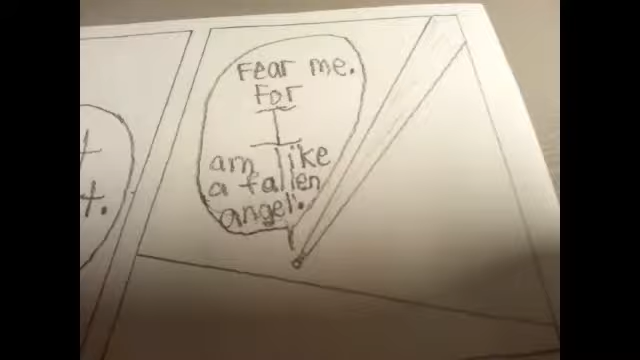 Fear me.
For
I
am like
a fallen
angel.
t.